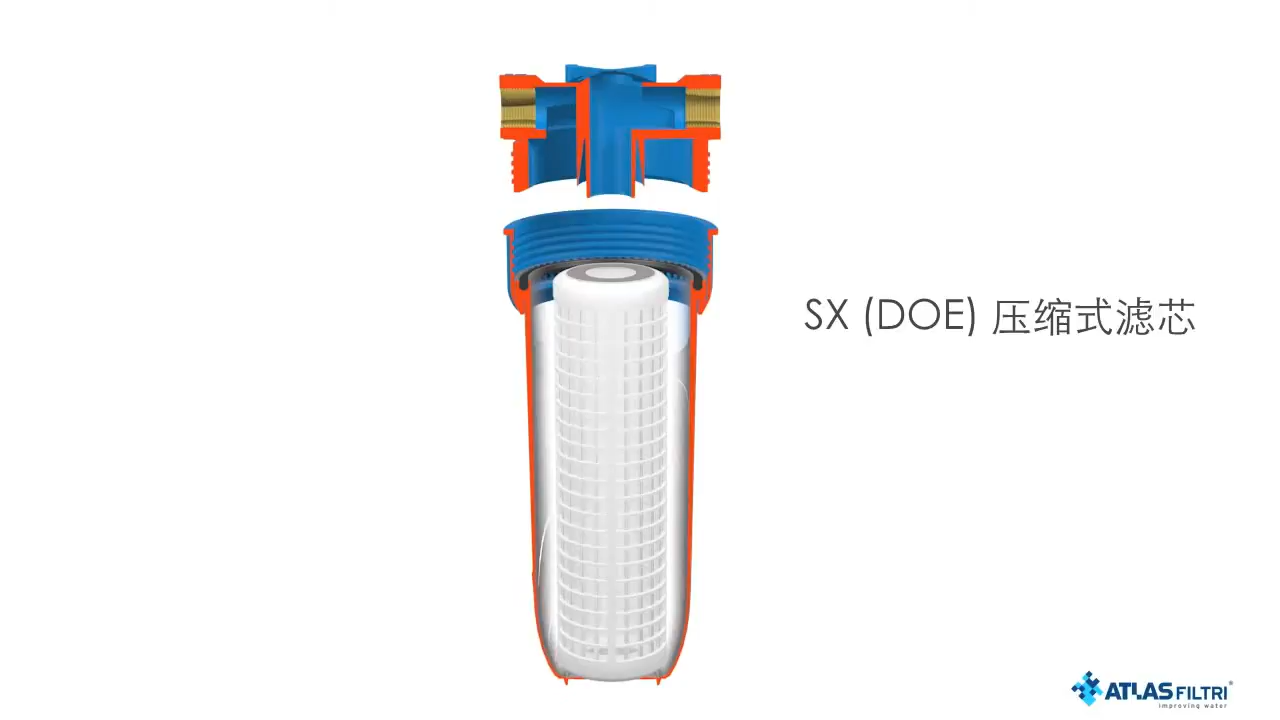 SX (DOE) 压缩式滤芯
ATLAS FILTRI®
improving water